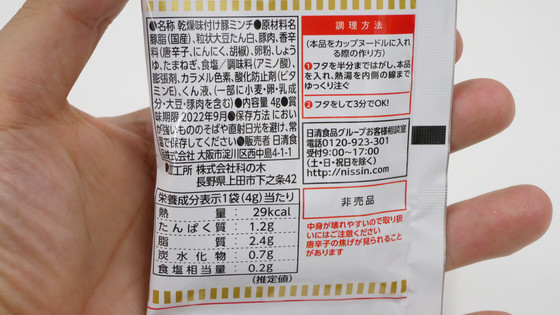 ●名称 乾燥味付け豚ミンチ●原材料名
豚脂(国産)、粒状大豆たん白、豚肉、香辛
料(唐辛子、にんにく、胡椒)、卵粉、しょう
ゆ、たまねぎ、食塩／調味料(アミノ酸)、
膨張剤、カラメル色素、酸化防止剤(ビタ
ミンE)、くん液、(一部に小麦・卵・乳成
分・大豆・豚肉を含む)●内容量 4g●賞
味期限 2022年9月●保存方法 におい
が強いもののそばや直射日光を避け、常
温で保存してください●販売者 日清食品
株式会社 大阪市淀川区西中島4-1-1
加工所 株式会社科の木
長野県上田市下之条42
栄養成分表示1袋(4g)当たり
熱量：29kcal
たんぱく質：1.2g
脂質：2.4g
炭水化物：0.7g
食塩相当量：0.2g
(推定値)
調理方法
(本品をカップヌードルに入れ
る際の作り方)
❶フタを半分まではがし、本品
を入れ、熱湯を内側の線まで
ゆっくり注ぐ
❷フタをして3分でOK!
日清食品グループお客様相談室
電話0120-923-301
受付9:00～17:00
(土・日・祝日を除く)
http://nissin.com/
非売品
中身が壊れやすいので取り扱
いにはご注意ください
唐辛子の焦げが見られること
があります